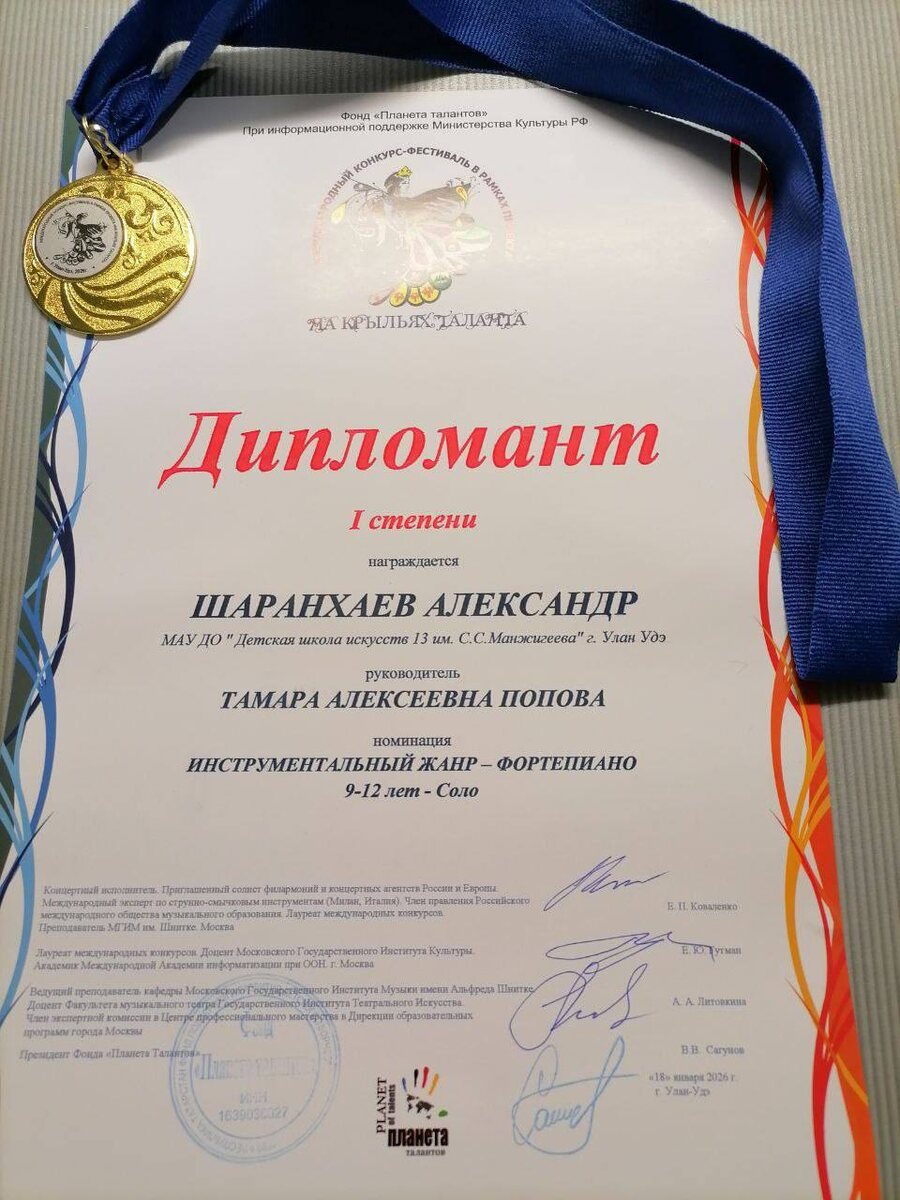 Фонд «Планета талантов»
При информационной поддержке Министерства Культуры РФ
КОНКУРС-ФЕСТИВАЛЬ В РАМКАХ
НА КРЫЛЬЯХ ТАЛАНТА
Дипломант
I степени
награждается
ШАРАНХАЕВ АЛЕКСАНДР
МАУ ДО " Детская школа искусств 13 им. С.С.Манжигеева" г. Улан Удэ
руководитель
ТАМАРА АЛЕКСЕЕВНА ПОПОВА
номинация
ИНСТРУМЕНТАЛЬНЫЙ ЖАНР – ФОРТЕПИАНО
9-12 лет - Соло
Концертный исполнитель. Приглашенный солист филармоний и концертных агентств России и Европы.
Международный эксперт по струнно-смычковым инструментам (Милан, Италия). Член правления Российского
международного общества музыкального образования. Лауреат международных конкурсов.
Преподаватель МГИМ им. Шнитке. Москва
Е. П. Коваленко
Лауреат международных конкурсов. Доцент Московского Государственного Института Культуры.
Академик Международной Академии информатизации при ООН. г. Москва
Е. Ю. Гугман
Ведущий преподаватель кафедры Московского Государственного Института Музыки имени Альфреда Шнитке.
Доцент Факультета музыкального театра Государственного Института Театрального Искусства.
Член экспертной комиссии в Центре профессионального мастерства в Дирекции образовательных
программ города Москвы
А. А. Литовкина
Президент Фонда «Планета Талантов»
В.В. Сагунов
«18» января 2026 г.
г. Улан-Удэ
ИНН
PLANET
of talents
планета
талантов